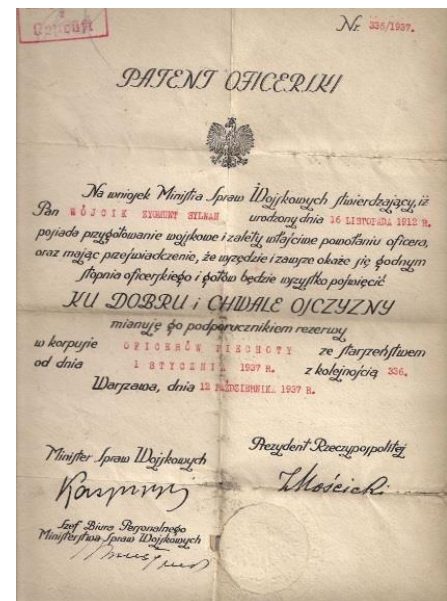 Geprüft
Nr. 336/1937.
PATENT OFICERSKI
Na wniosek Ministra Spraw Wojskowych stwierdzający, iż
Pan WÓJCIK ZYGMUNT SYLWAN urodzony dnia 16 LISTOPADA 1912 R.
posiada przygotowanie wojskowe i zalety właściwe powołaniu oficera,
oraz mając przeświadczenie, że wszędzie i zawsze okaże się godnym
stopnia oficerskiego i gotów będzie wszystko poświęcić
KU DOBRU i CHWALE OJCZYZNY
mianuję go podporucznikiem rezerwy
w korpusie OFICERÓW PIECHOTY ze starszeństwem
od dnia 1 STYCZNIA 1937 R. z kolejnością 336.
Warszawa, dnia 12 PAŹDZIERNIKA 1937 R.
Minister Spraw Wojskowych
Prezydent Rzeczypospolitej
IMościcki
Szef Biura Personalnego
Ministerstwa Spraw Wojskowych